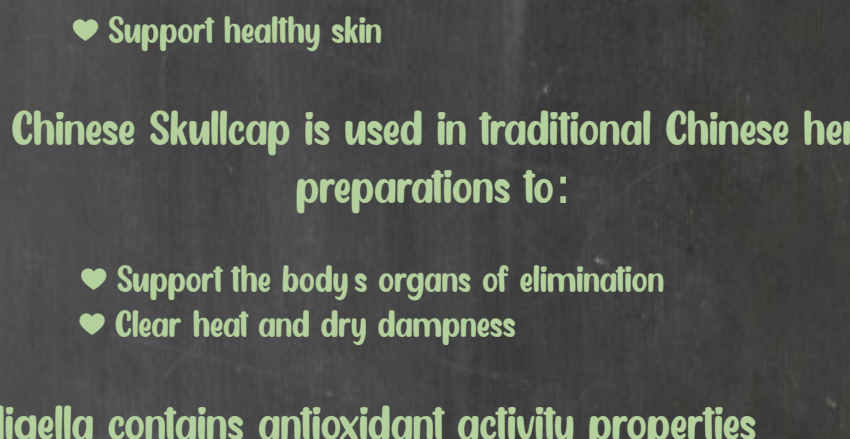 ♥ Support healthy skin
Chinese Skullcap is used in traditional Chinese
preparations to:
♥ Support the body s organs of elimination
♥ Clear heat and dry dampness
contains antioxidant activity properties